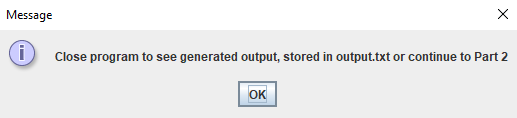 Message
Close program to see generated output, stored in output.txt or continue to Part 2
OK